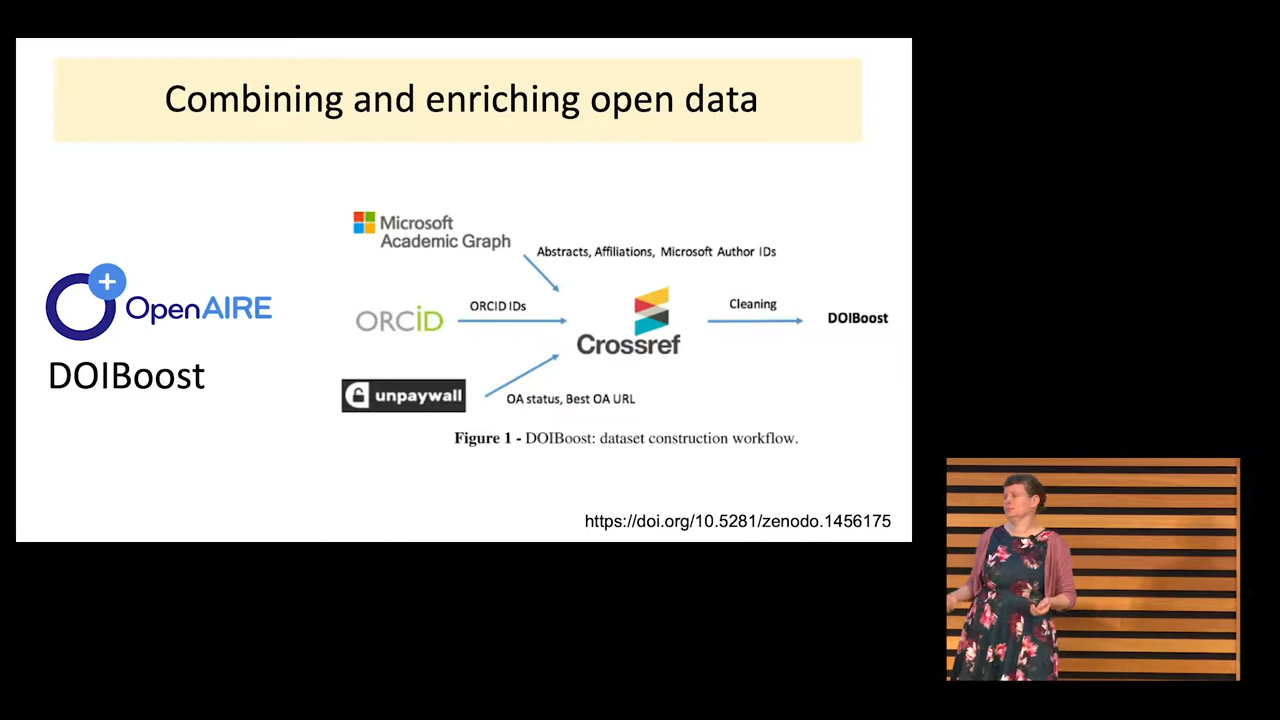 Combining and enriching open data
Microsoft
Academic Graph
Abstracts, Affiliations, Microsoft Author IDs
OpenAIRE
DOIBoost
ORCID
ORCID IDs
Crossref
Cleaning
DOIBoost
unpaywall
OA status, Best OA URL
Figure 1 - DOIBoost: dataset construction workflow.
https://doi.org/10.5281/zenodo.1456175